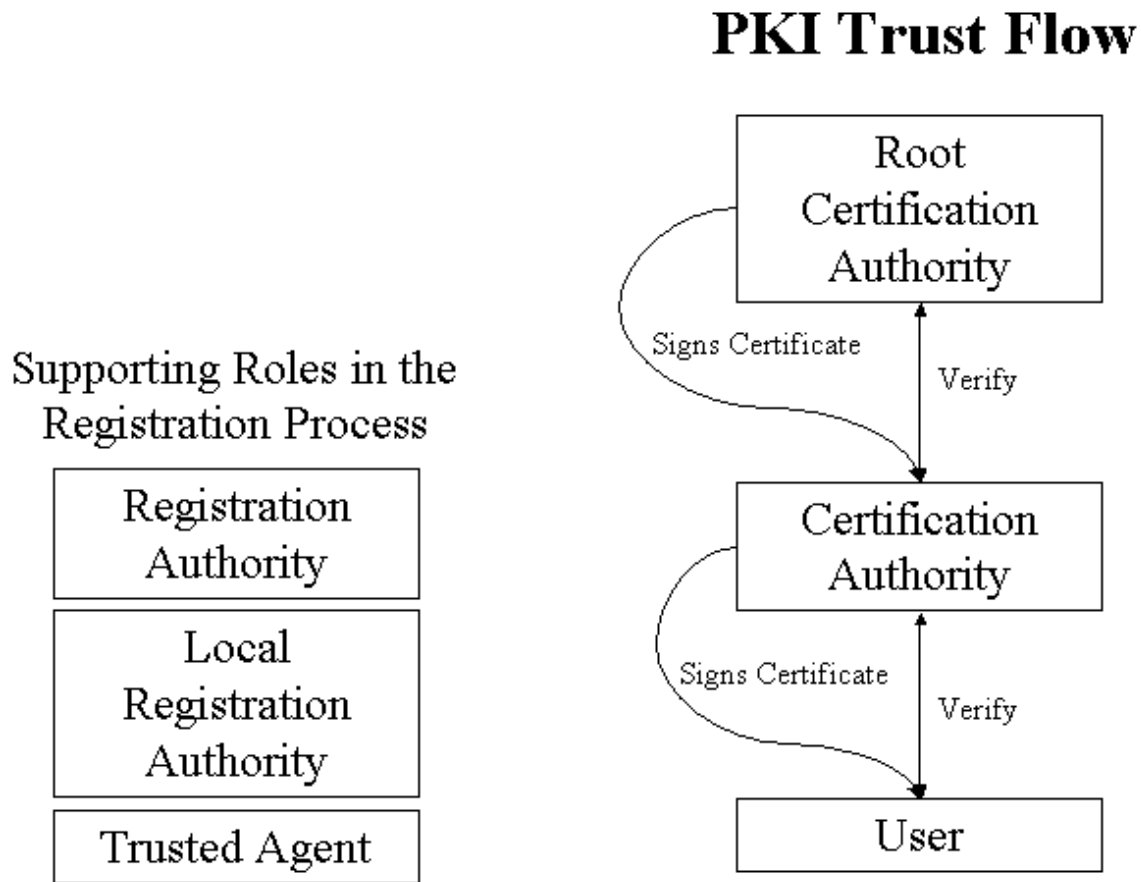 PKI Trust Flow
Root
Certification
Authority
Signs Certificate
Verify
Certification
Authority
Signs Certificate
Verify
User
Supporting Roles in the
Registration Process
Registration
Authority
Local
Registration
Authority
Trusted Agent